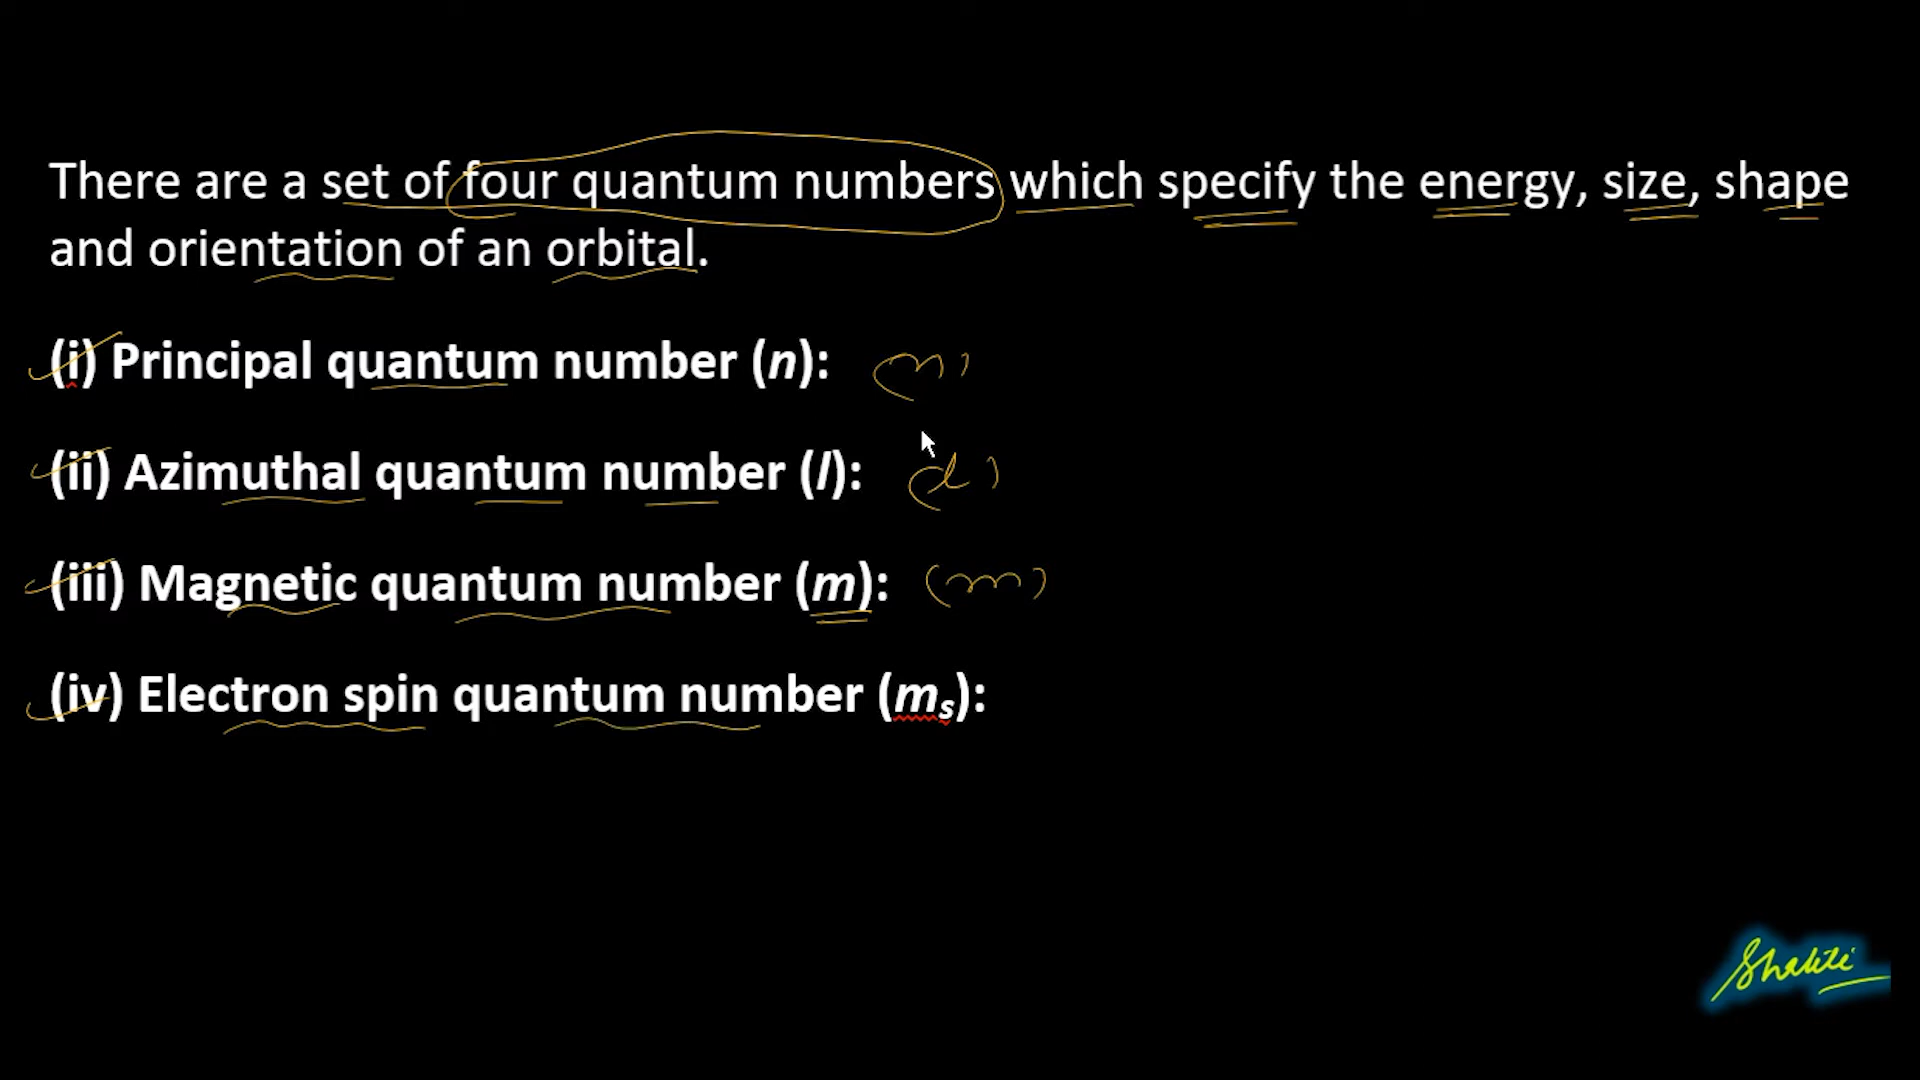 There are a set of four quantum numbers which specify the energy, size, shape
and orientation of an orbital.
(i) Principal quantum number (n): (n)
(ii) Azimuthal quantum number (l): (l)
(iii) Magnetic quantum number (m): (m)
(iv) Electron spin quantum number (mₛ):
Shakti